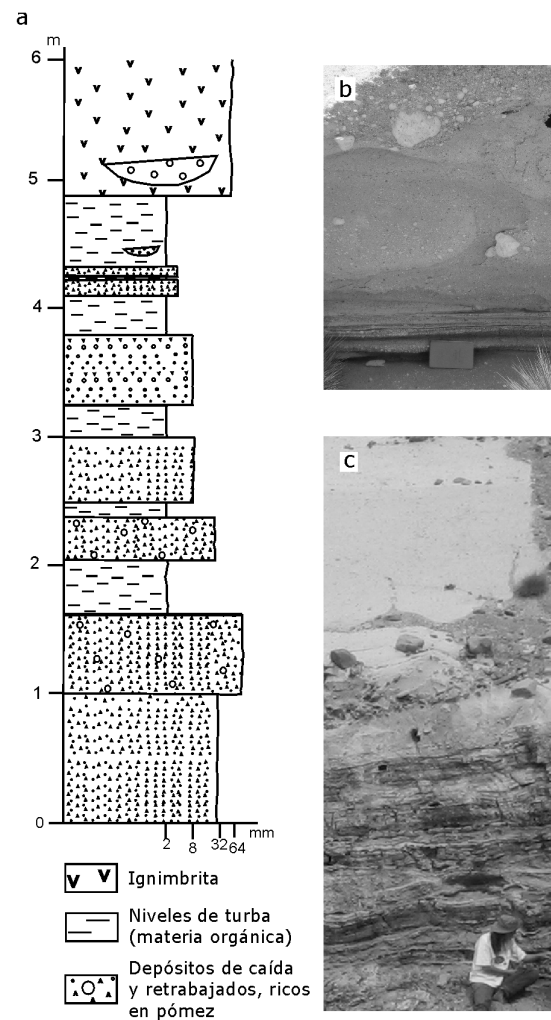 a
m
6
5
4
3
2
1
0
2
8
32
64
mm
Ignimbrita
Niveles de turba
(materia orgánica)
Depósitos de caída
y retrabajados, ricos
en pómez
b
c